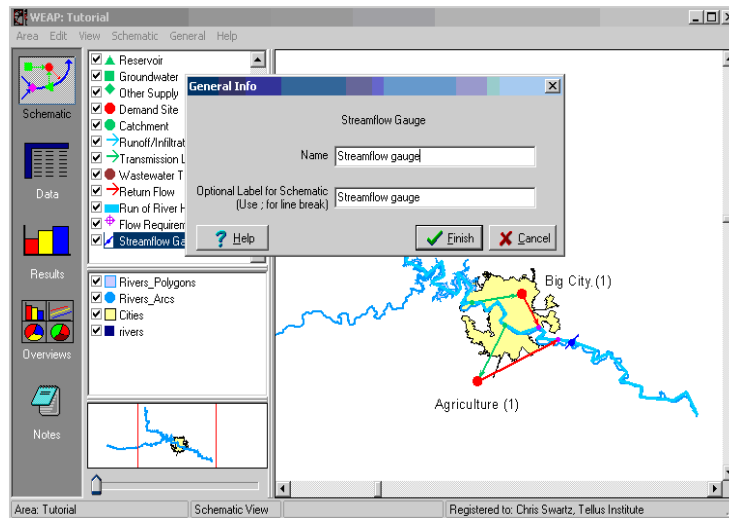 WEAP: Tutorial
Area Edit View Schematic General Help
Schematic
Data
Results
Overviews
Notes
Reservoir
Groundwater
Other Supply
Demand Site
Catchment
Runoff/Infiltrat
Transmission L
Wastewater T
Return Flow
Run of River H
Flow Requirem
Streamflow Ga
General Info
Streamflow Gauge
Name Streamflow gauge
Optional Label for Schematic
(Use ; for line break)
Streamflow gauge
? Help
Finish
Cancel
Rivers_Polygons
Rivers_Arcs
Cities
rivers
Big City. (1)
Agriculture (1)
Area: Tutorial
Schematic View
Registered to: Chris Swartz, Tellus Institute